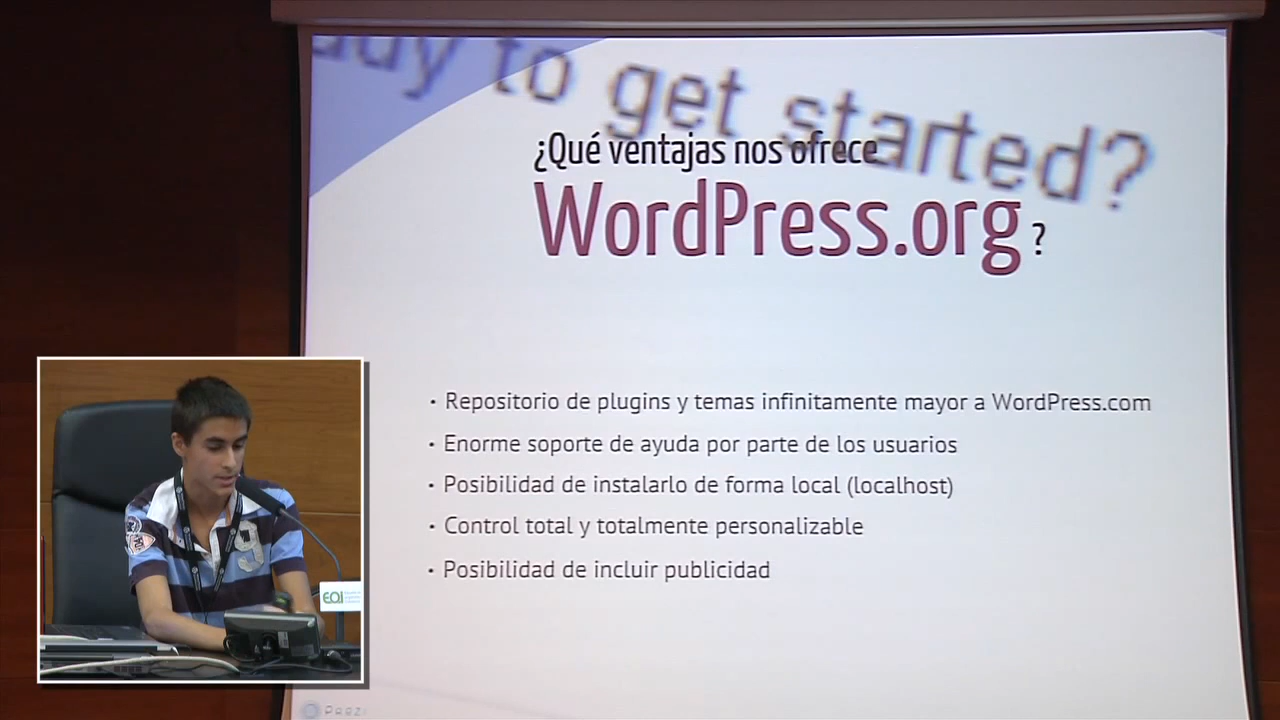 ady to get started?
¿Qué ventajas nos ofrece
WordPress.org ?
• Repositorio de plugins y temas infinitamente mayor a WordPress.com
• Enorme soporte de ayuda por parte de los usuarios
• Posibilidad de instalarlo de forma local (localhost)
• Control total y totalmente personalizable
• Posibilidad de incluir publicidad
9
EOI
Prezi